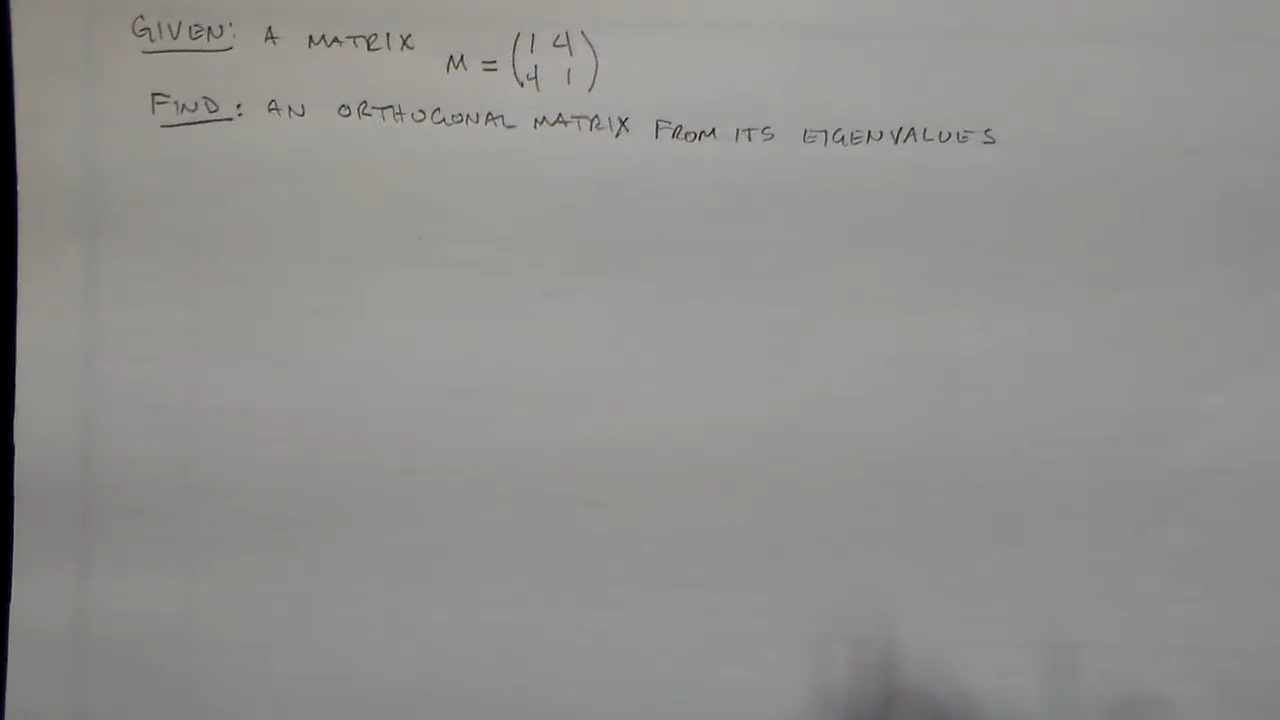 GIVEN: A MATRIX M = (1 4
4 1)
FIND: AN ORTHOGONAL MATRIX FROM ITS EIGENVALUES